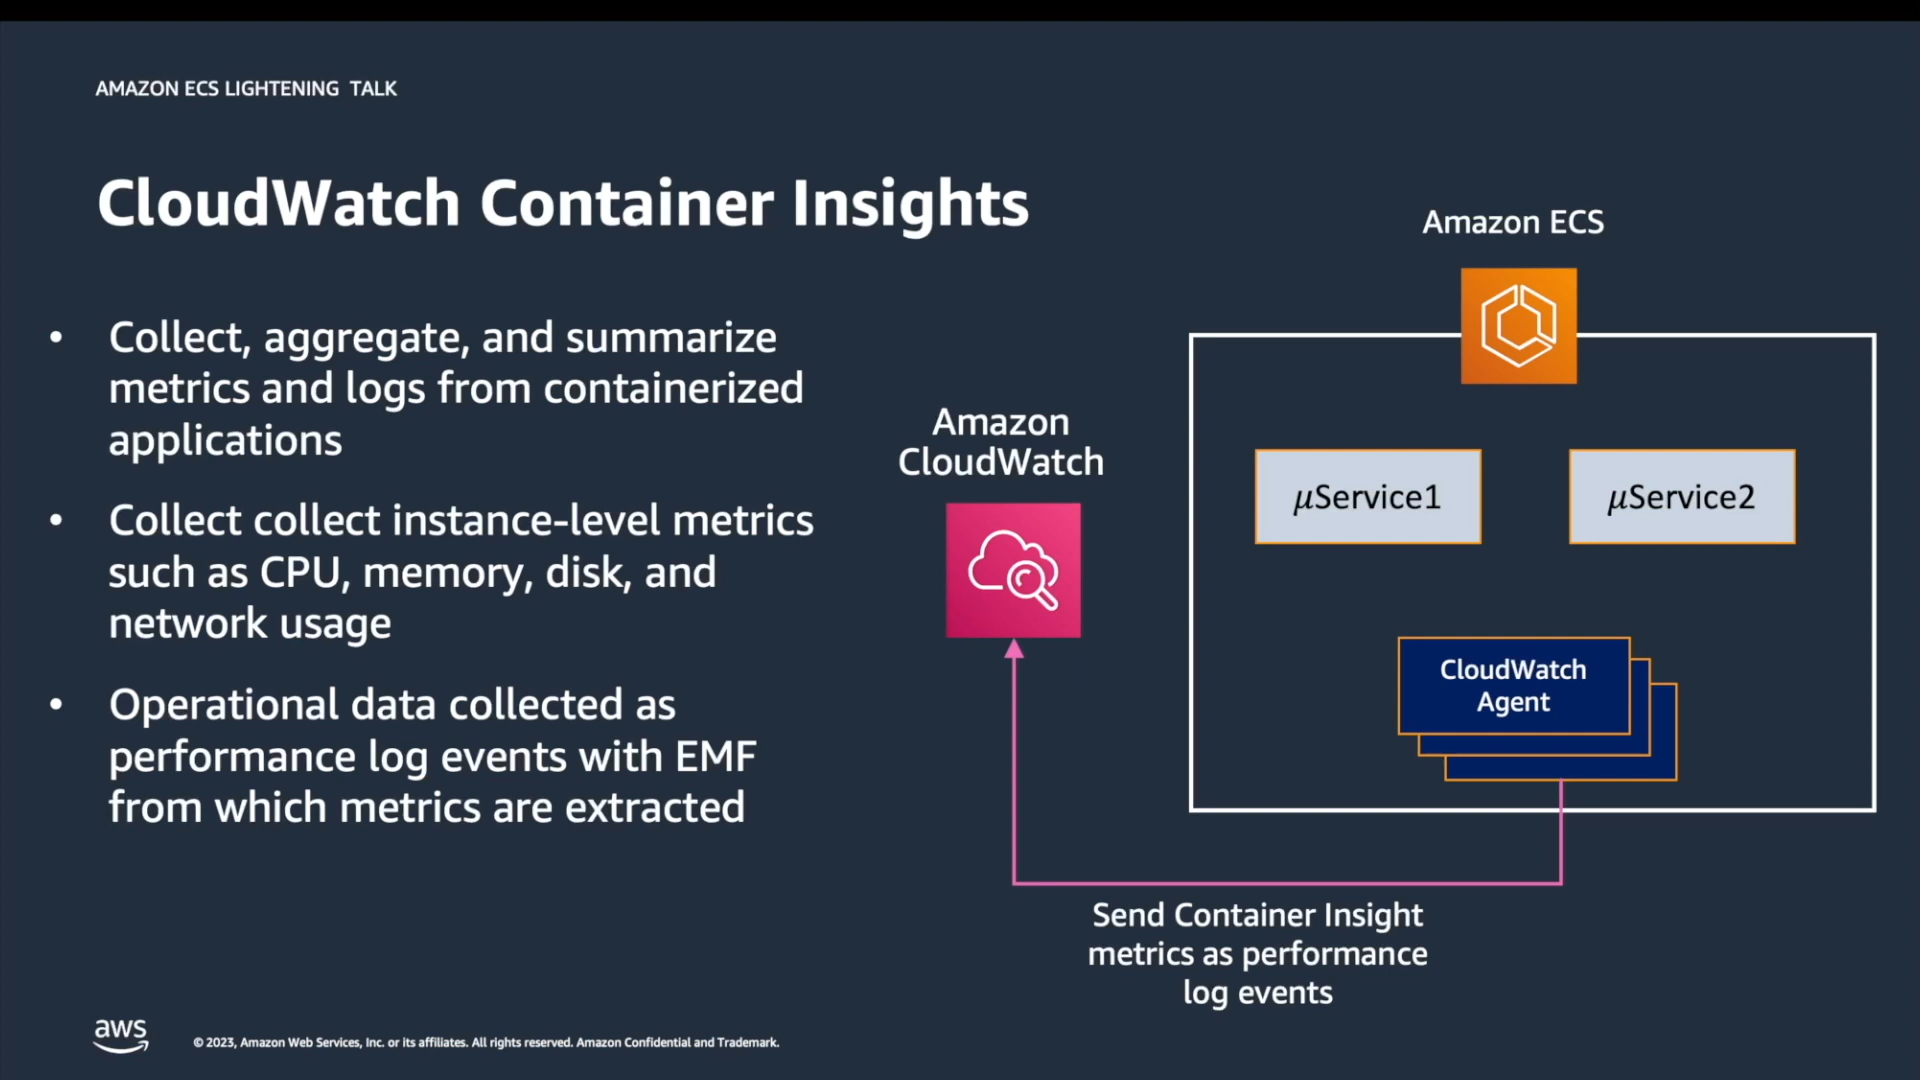 AMAZON ECS LIGHTENING TALK
CloudWatch Container Insights
• Collect, aggregate, and summarize
metrics and logs from containerized
applications
• Collect collect instance-level metrics
such as CPU, memory, disk, and
network usage
• Operational data collected as
performance log events with EMF
from which metrics are extracted
Amazon
CloudWatch
Amazon ECS
μService1
μService2
CloudWatch
Agent
Send Container Insight
metrics as performance
log events
aws
© 2023, Amazon Web Services, Inc. or its affiliates. All rights reserved. Amazon Confidential and Trademark.